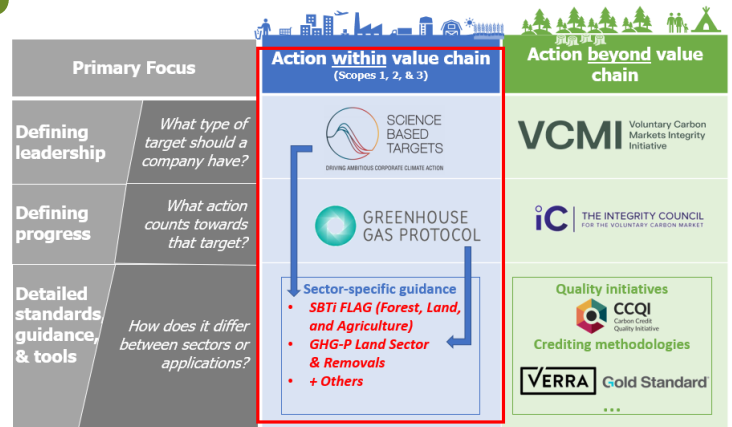 Primary Focus
Action within value chain
(Scopes 1, 2, & 3)
Action beyond value
chain
Defining
leadership
What type of
target should a
company have?
SCIENCE
BASED
TARGETS
DRIVING AMBITIOUS CORPORATE CLIMATE ACTION
VCMI
Voluntary Carbon
Markets Integrity
Initiative
Defining
progress
What action
counts towards
that target?
GREENHOUSE
GAS PROTOCOL
iC
THE INTEGRITY COUNCIL
FOR THE VOLUNTARY CARBON MARKET
Detailed
standards,
guidance,
& tools
How does it differ
between sectors or
applications?
Sector-specific guidance
• SBTi FLAG (Forest, Land,
and Agriculture)
• GHG-P Land Sector
& Removals
• + Others
Quality initiatives
CCQI
Carbon Credit
Quality Initiative
Crediting methodologies
VERRA
Gold Standard
...